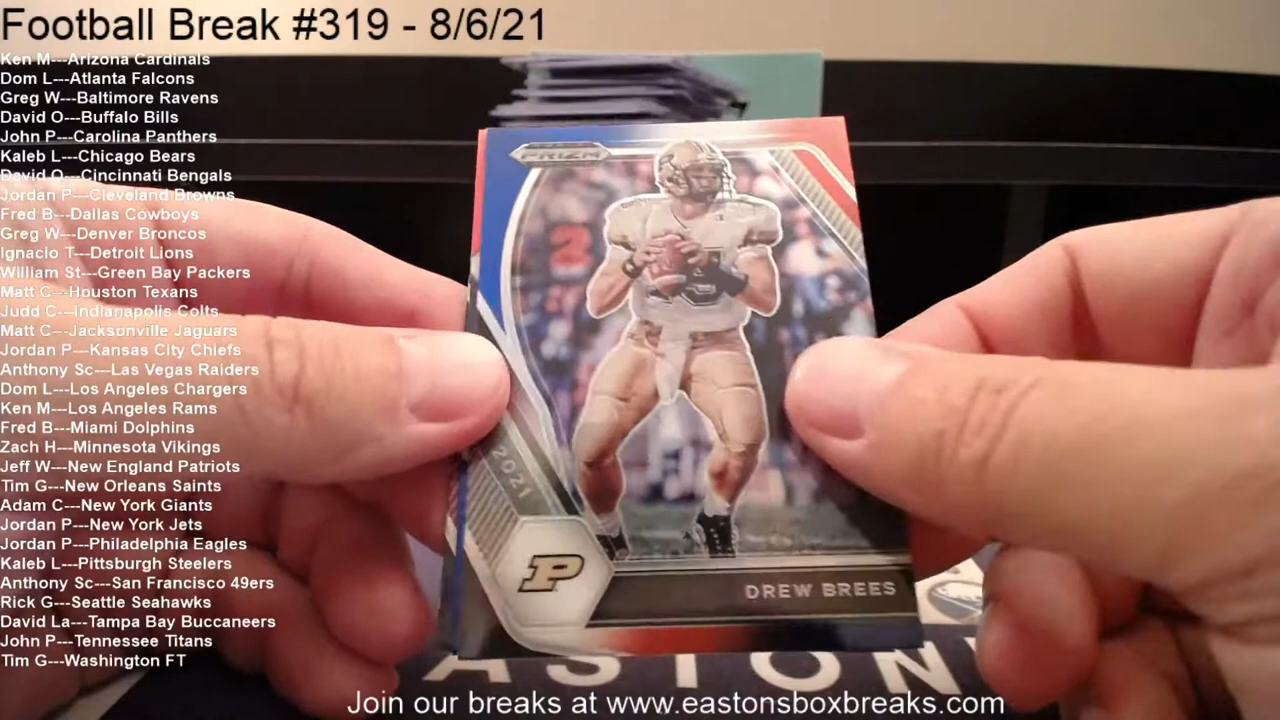 Football Break #319 - 8/6/21
Ken M---Arizona Cardinals
Dom L---Atlanta Falcons
Greg W---Baltimore Ravens
David O---Buffalo Bills
John P---Carolina Panthers
Kaleb L---Chicago Bears
David O---Cincinnati Bengals
Jordan P---Cleveland Browns
Fred B---Dallas Cowboys
Greg W---Denver Broncos
Ignacio T---Detroit Lions
William St---Green Bay Packers
Matt C---Houston Texans
Judd C---Indianapolis Colts
Matt C---Jacksonville Jaguars
Jordan P---Kansas City Chiefs
Anthony Sc---Las Vegas Raiders
Dom L---Los Angeles Chargers
Ken M---Los Angeles Rams
Fred B---Miami Dolphins
Zach H---Minnesota Vikings
Jeff W---New England Patriots
Tim G---New Orleans Saints
Adam C---New York Giants
Jordan P---New York Jets
Jordan P---Philadelphia Eagles
Kaleb L---Pittsburgh Steelers
Anthony Sc---San Francisco 49ers
Rick G---Seattle Seahawks
David La---Tampa Bay Buccaneers
John P---Tennessee Titans
Tim G---Washington FT
PRIZM
2
15
2021
P
DREW BREES
EASTON
Join our breaks at www.eastonsboxbreaks.com